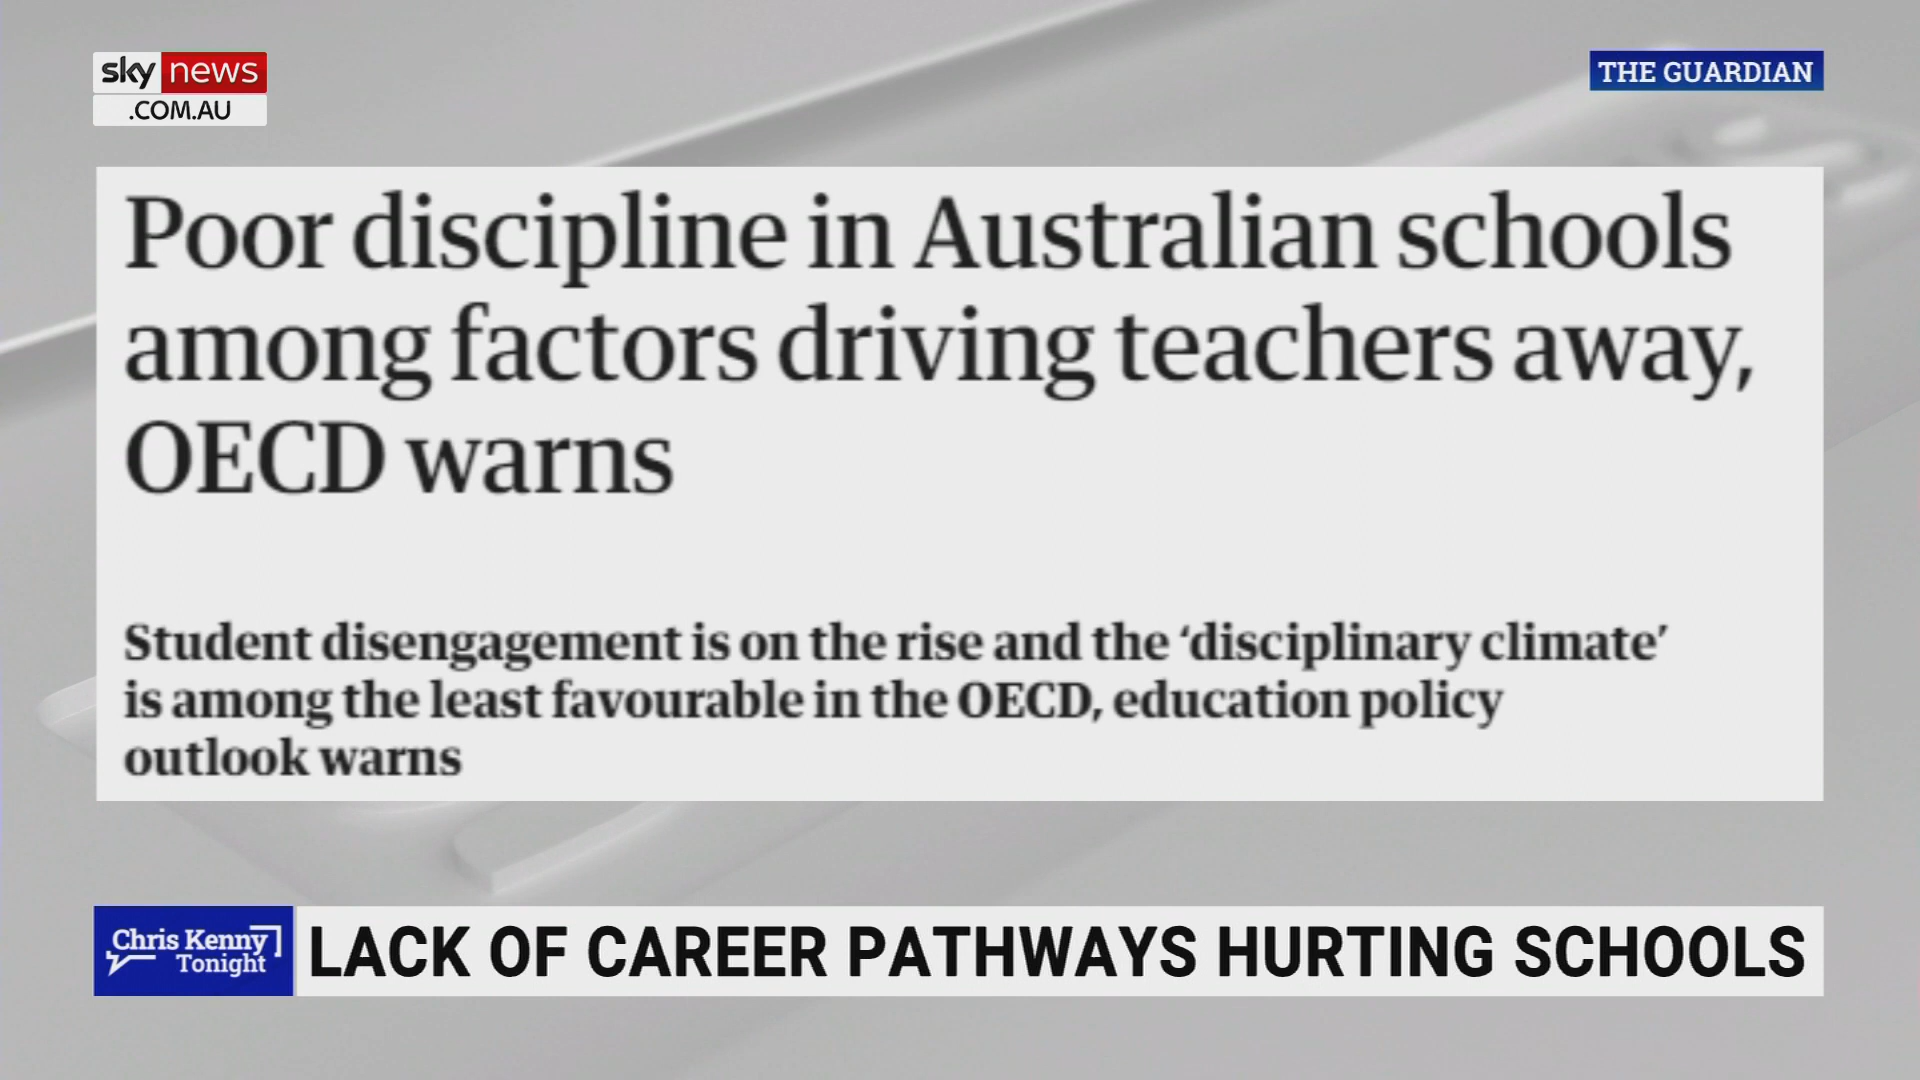 sky news
.COM.AU
THE GUARDIAN
Poor discipline in Australian schools
among factors driving teachers away,
OECD warns
Student disengagement is on the rise and the ‘disciplinary climate’
is among the least favourable in the OECD, education policy
outlook warns
Chris Kenny
Tonight
LACK OF CAREER PATHWAYS HURTING SCHOOLS